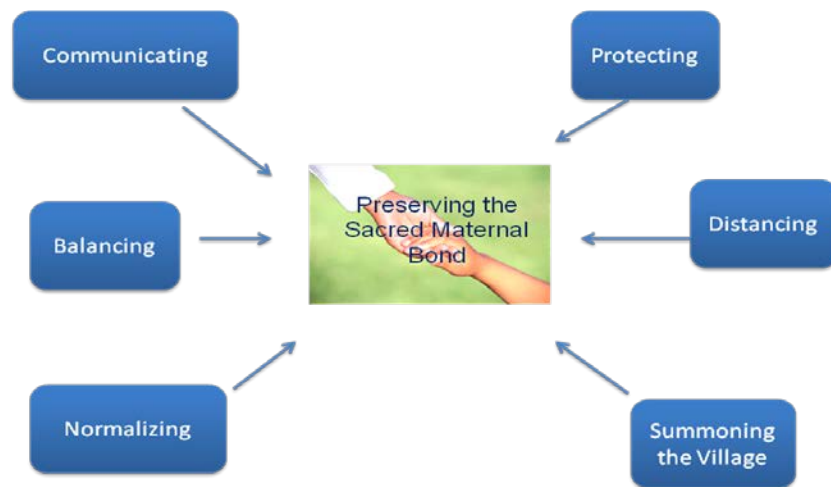 Communicating
Protecting
Preserving the
Sacred Maternal
Bond
Balancing
Distancing
Normalizing
Summoning
the Village